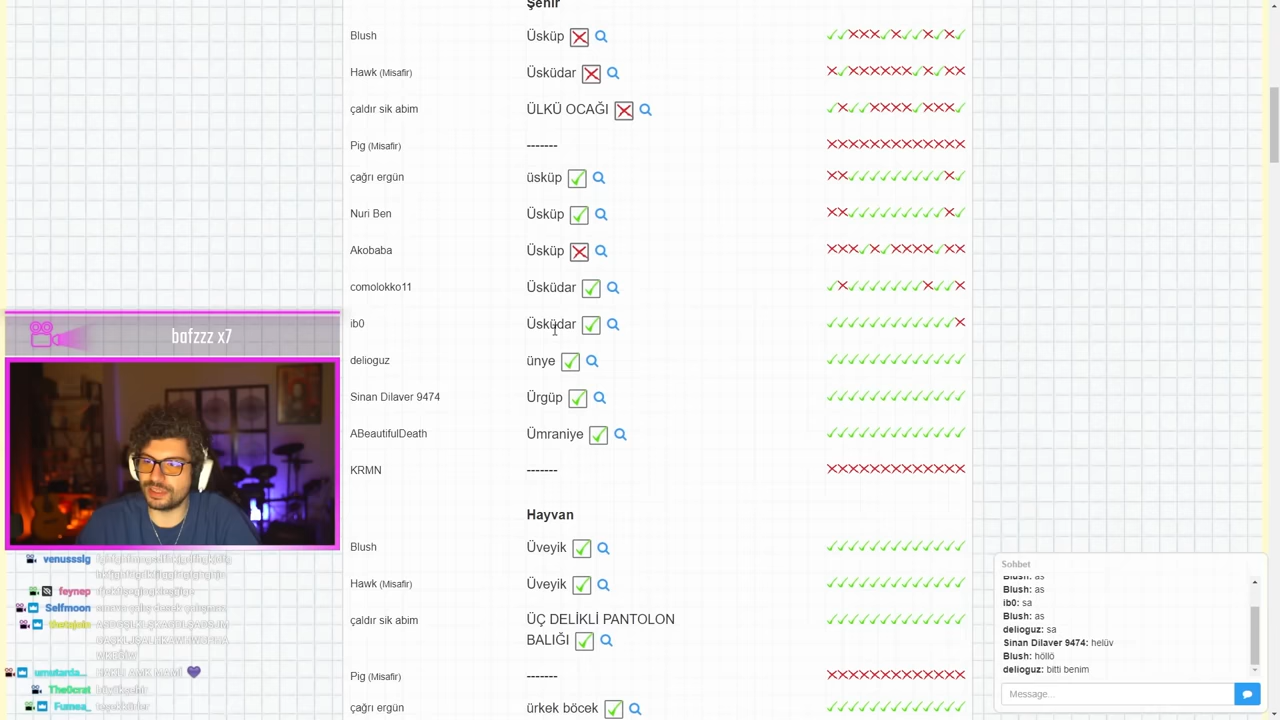 Şehir
Blush Üsküp
Hawk (Misafir) Üsküdar
çaldır sik abim ÜLKÜ OCAĞI
Pig (Misafir) -------
çağrı ergün üsküp
Nuri Ben Üsküp
Akobaba Üsküp
comolokko11 Üsküdar
ib0 Üsküdar
delioguz ünye
Sinan Dilaver 9474 Ürgüp
ABeautifulDeath Ümraniye
KRMN -------
Hayvan
Blush Üveyik
Hawk (Misafir) Üveyik
çaldır sik abim ÜÇ DELİKLİ PANTOLON
BALIĞI
Pig (Misafir) -------
çağrı ergün ürkek böcek
bafzzz x7
venussslg
feynep
Selfmoon
umutarda_
The0crat
Fumea_
Sohbet
Blush: as
Blush: as
ib0: sa
Blush: as
delioguz: sa
Sinan Dilaver 9474: helüv
Blush: höllö
delioguz: bitti benim
Message...